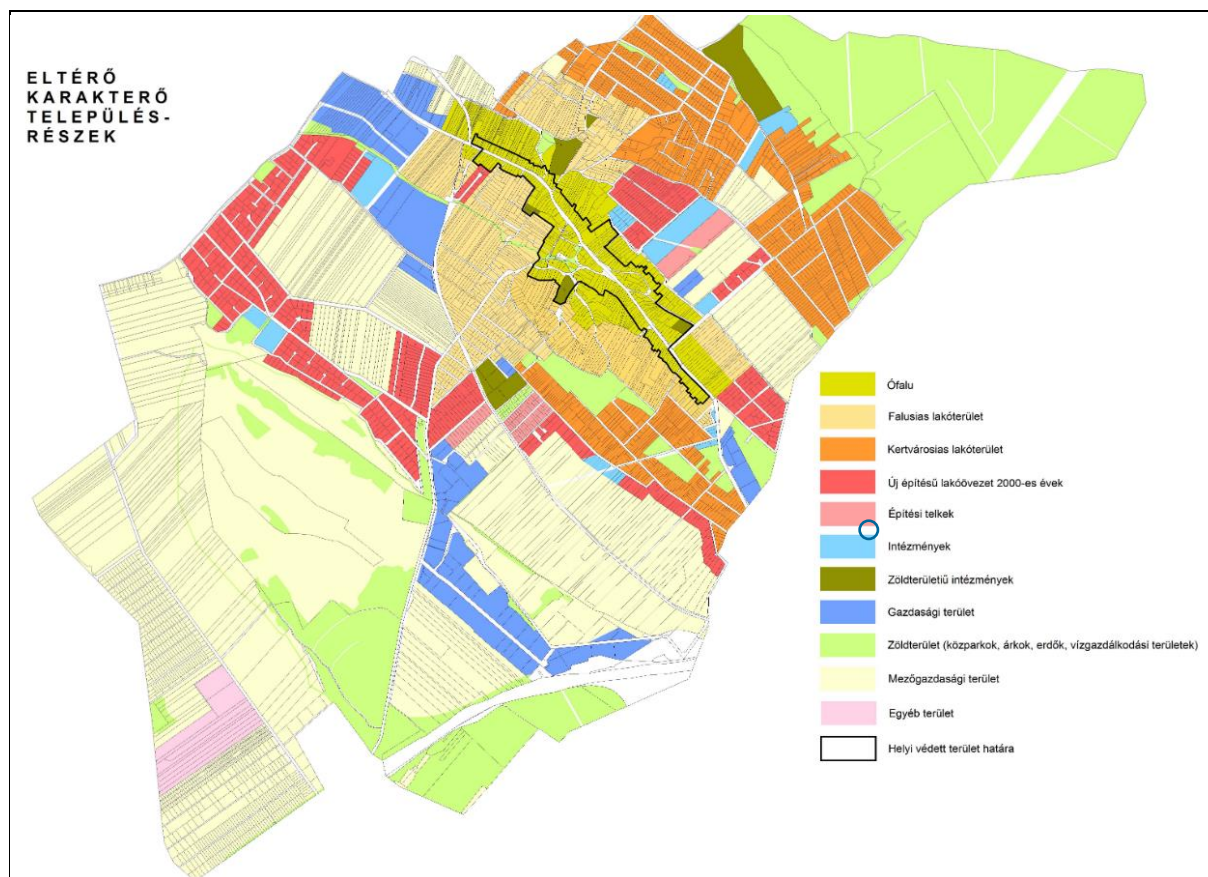 ELTÉRŐ
KARAKTERŐ
TELEPÜLÉS-
RÉSZEK
Ófalu
Falusias lakóterület
Kertvárosias lakóterület
Új építésű lakóövezet 2000-es évek
Építési telkek
Intézmények
Zöldterületiű intézmények
Gazdasági terület
Zöldterület (közparkok, árkok, erdők, vízgazdálkodási területek)
Mezőgazdasági terület
Egyéb terület
Helyi védett terület határa